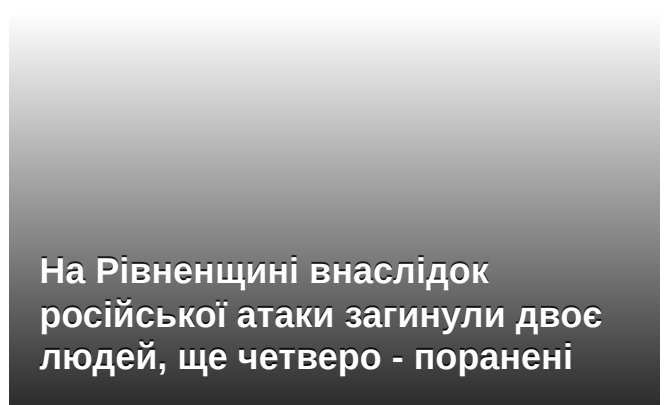 На Рівненщині внаслідок
російської атаки загинули двоє
людей, ще четверо - поранені